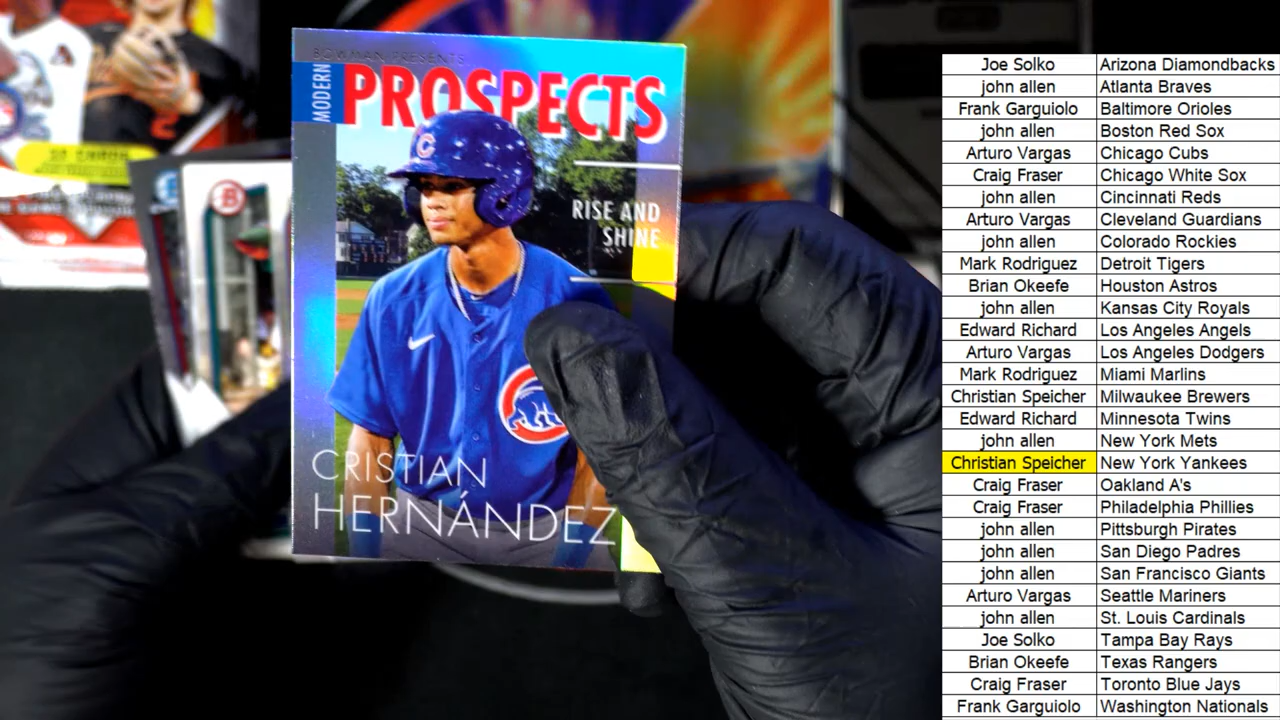 BOWMAN PRESENTS
MODERN
PROSPECTS
C
RISE AND
SHINE
CRISTIAN
HERNÁNDEZ
B
Joe Solko Arizona Diamondbacks
john allen Atlanta Braves
Frank Garguiolo Baltimore Orioles
john allen Boston Red Sox
Arturo Vargas Chicago Cubs
Craig Fraser Chicago White Sox
john allen Cincinnati Reds
Arturo Vargas Cleveland Guardians
john allen Colorado Rockies
Mark Rodriguez Detroit Tigers
Brian Okeefe Houston Astros
john allen Kansas City Royals
Edward Richard Los Angeles Angels
Arturo Vargas Los Angeles Dodgers
Mark Rodriguez Miami Marlins
Christian Speicher Milwaukee Brewers
Edward Richard Minnesota Twins
john allen New York Mets
Christian Speicher New York Yankees
Craig Fraser Oakland A's
Craig Fraser Philadelphia Phillies
john allen Pittsburgh Pirates
john allen San Diego Padres
john allen San Francisco Giants
Arturo Vargas Seattle Mariners
john allen St. Louis Cardinals
Joe Solko Tampa Bay Rays
Brian Okeefe Texas Rangers
Craig Fraser Toronto Blue Jays
Frank Garguiolo Washington Nationals